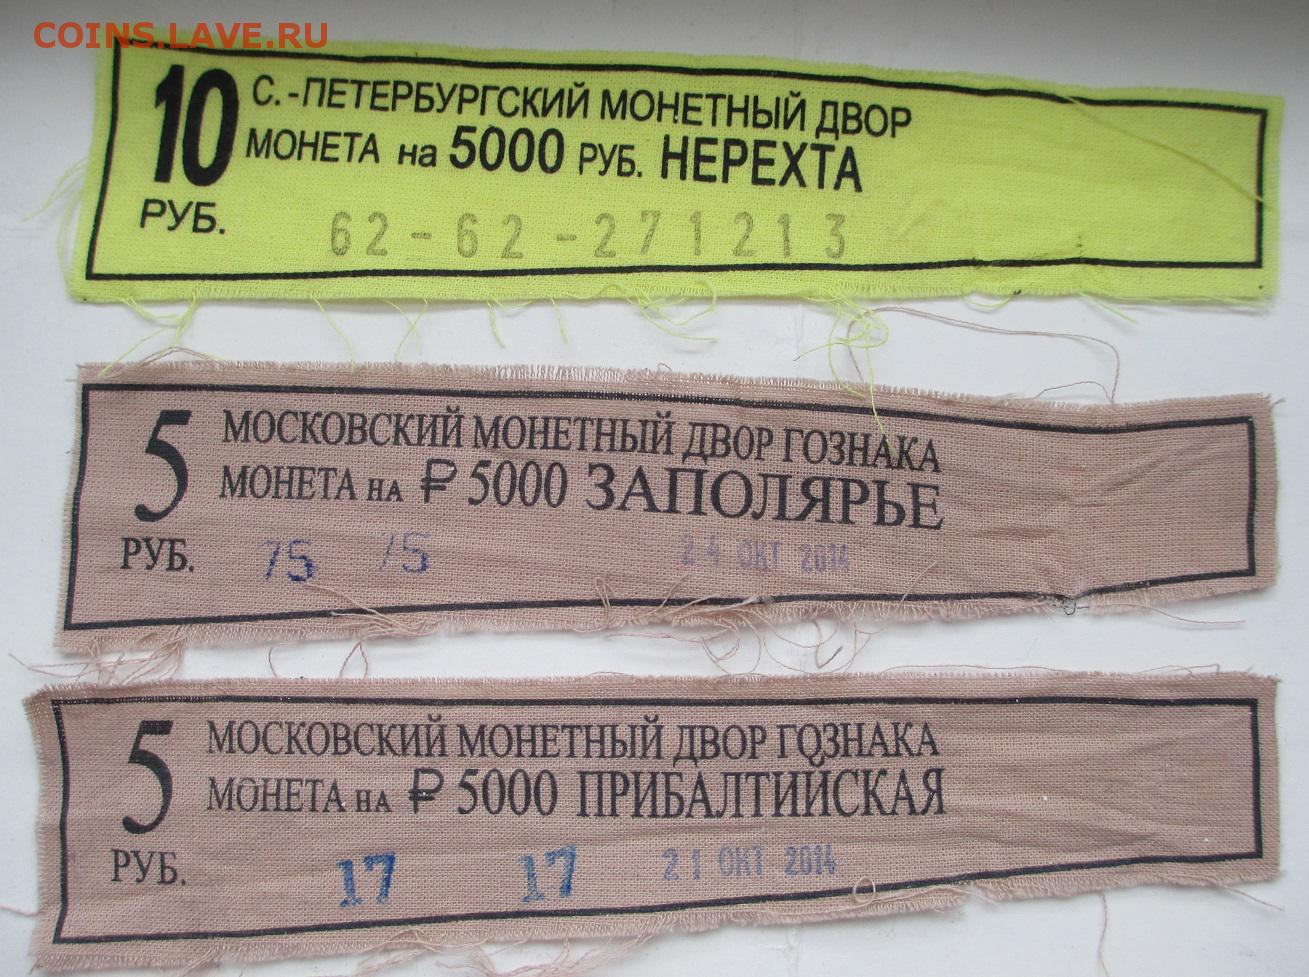 COINS.LAVE.RU
10 С.-ПЕТЕРБУРГСКИЙ МОНЕТНЫЙ ДВОР
МОНЕТА на 5000 РУБ. НЕРЕХТА
РУБ.
62-62-271213
5 МОСКОВСКИЙ МОНЕТНЫЙ ДВОР ГОЗНАКА
МОНЕТА НА ₽ 5000 ЗАПОЛЯРЬЕ
РУБ. 75 75 24 ОКТ 2014
5 МОСКОВСКИЙ МОНЕТНЫЙ ДВОР ГОЗНАКА
МОНЕТА НА ₽ 5000 ПРИБАЛТИЙСКАЯ
РУБ. 17 17 21 ОКТ 2014